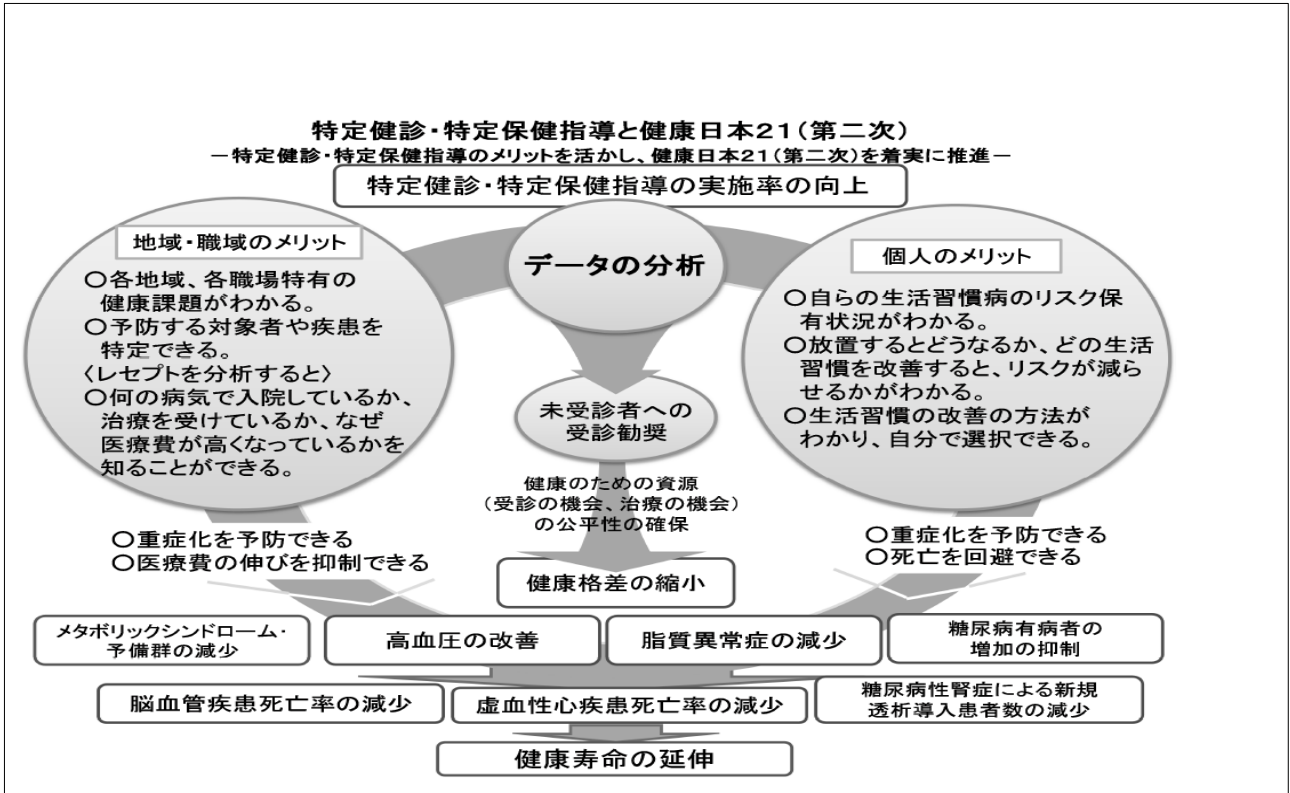 特定健診・特定保健指導と健康日本21(第二次)
－特定健診・特定保健指導のメリットを活かし、健康日本21(第二次)を着実に推進－
特定健診・特定保健指導の実施率の向上
地域・職域のメリット
〇各地域、各職場特有の
健康課題がわかる。
〇予防する対象者や疾患を
特定できる。
〈レセプトを分析すると〉
〇何の病気で入院しているか、
治療を受けているか、なぜ
医療費が高くなっているかを
知ることができる。
〇重症化を予防できる
〇医療費の伸びを抑制できる
データの分析
未受診者への
受診勧奨
健康のための資源
(受診の機会、治療の機会)
の公平性の確保
健康格差の縮小
個人のメリット
〇自らの生活習慣病のリスク保
有状況がわかる。
〇放置するとどうなるか、どの生活
習慣を改善すると、リスクが減ら
せるかがわかる。
〇生活習慣の改善の方法が
わかり、自分で選択できる。
〇重症化を予防できる
〇死亡を回避できる
メタボリックシンドローム・
予備群の減少
高血圧の改善
脂質異常症の減少
糖尿病有病者の
増加の抑制
脳血管疾患死亡率の減少
虚血性心疾患死亡率の減少
糖尿病性腎症による新規
透析導入患者数の減少
健康寿命の延伸